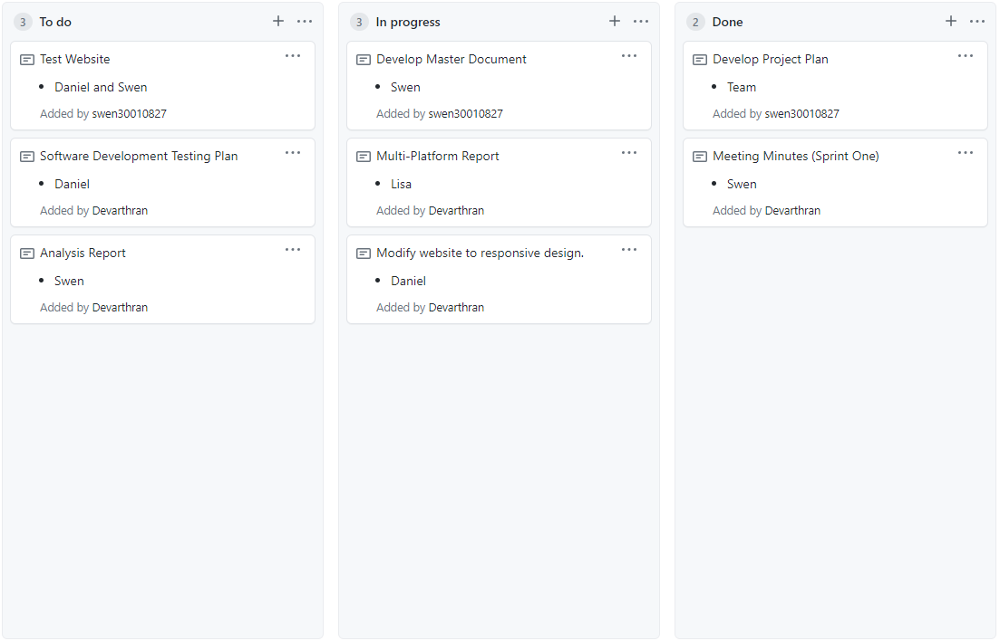 3 To do
Test Website
Daniel and Swen
Added by swen30010827
Software Development Testing Plan
Daniel
Added by Devarthran
Analysis Report
Swen
Added by Devarthran
3 In progress
Develop Master Document
Swen
Added by swen30010827
Multi-Platform Report
Lisa
Added by Devarthran
Modify website to responsive design.
Daniel
Added by Devarthran
2 Done
Develop Project Plan
Team
Added by swen30010827
Meeting Minutes (Sprint One)
Swen
Added by Devarthran